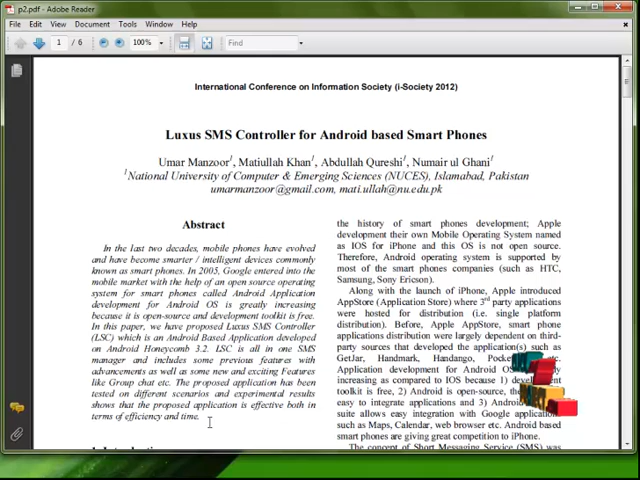 p2.pdf - Adobe Reader
File Edit View Document Tools Window Help
1 / 6 100% Find
International Conference on Information Society (i-Society 2012)
Luxus SMS Controller for Android based Smart Phones
Umar Manzoor1, Matiullah Khan1, Abdullah Qureshi1, Numair ul Ghani1
1National University of Computer & Emerging Sciences (NUCES), Islamabad, Pakistan
umarmanzoor@gmail.com, mati.ullah@nu.edu.pk
Abstract
In the last two decades, mobile phones have evolved
and have become smarter / intelligent devices commonly
known as smart phones. In 2005, Google entered into the
mobile market with the help of an open source operating
system for smart phones called Android Application
development for Android OS is greatly increasing
because it is open-source and development toolkit is free.
In this paper, we have proposed Luxus SMS Controller
(LSC) which is an Android Based Application developed
on Android Honeycomb 3.2. LSC is all in one SMS
manager and includes some previous features with
advancements as well as some new and exciting Features
like Group chat etc. The proposed application has been
tested on different scenarios and experimental results
shows that the proposed application is effective both in
terms of efficiency and time.
the history of smart phones development; Apple
development their own Mobile Operating System named
as IOS for iPhone and this OS is not open source.
Therefore, Android operating system is supported by
most of the smart phones companies (such as HTC,
Samsung, Sony Ericson).
Along with the launch of iPhone, Apple introduced
AppStore (Application Store) where 3rd party applications
were hosted for distribution (i.e. single platform
distribution). Before, Apple AppStore, smart phone
applications distribution were largely dependent on third-
party sources that developed the application(s) such as
GetJar, Handmark, Handango,
Application development for Android OS
increasing as compared to IOS because 1)
toolkit is free, 2) Android is open-source,
easy to integrate applications and 3)
suite allows easy integration with Google
such as Maps, Calendar, web browser etc. Android based
smart phones are giving great competition to iPhone.
The concept of Short Messaging Service (SMS) was